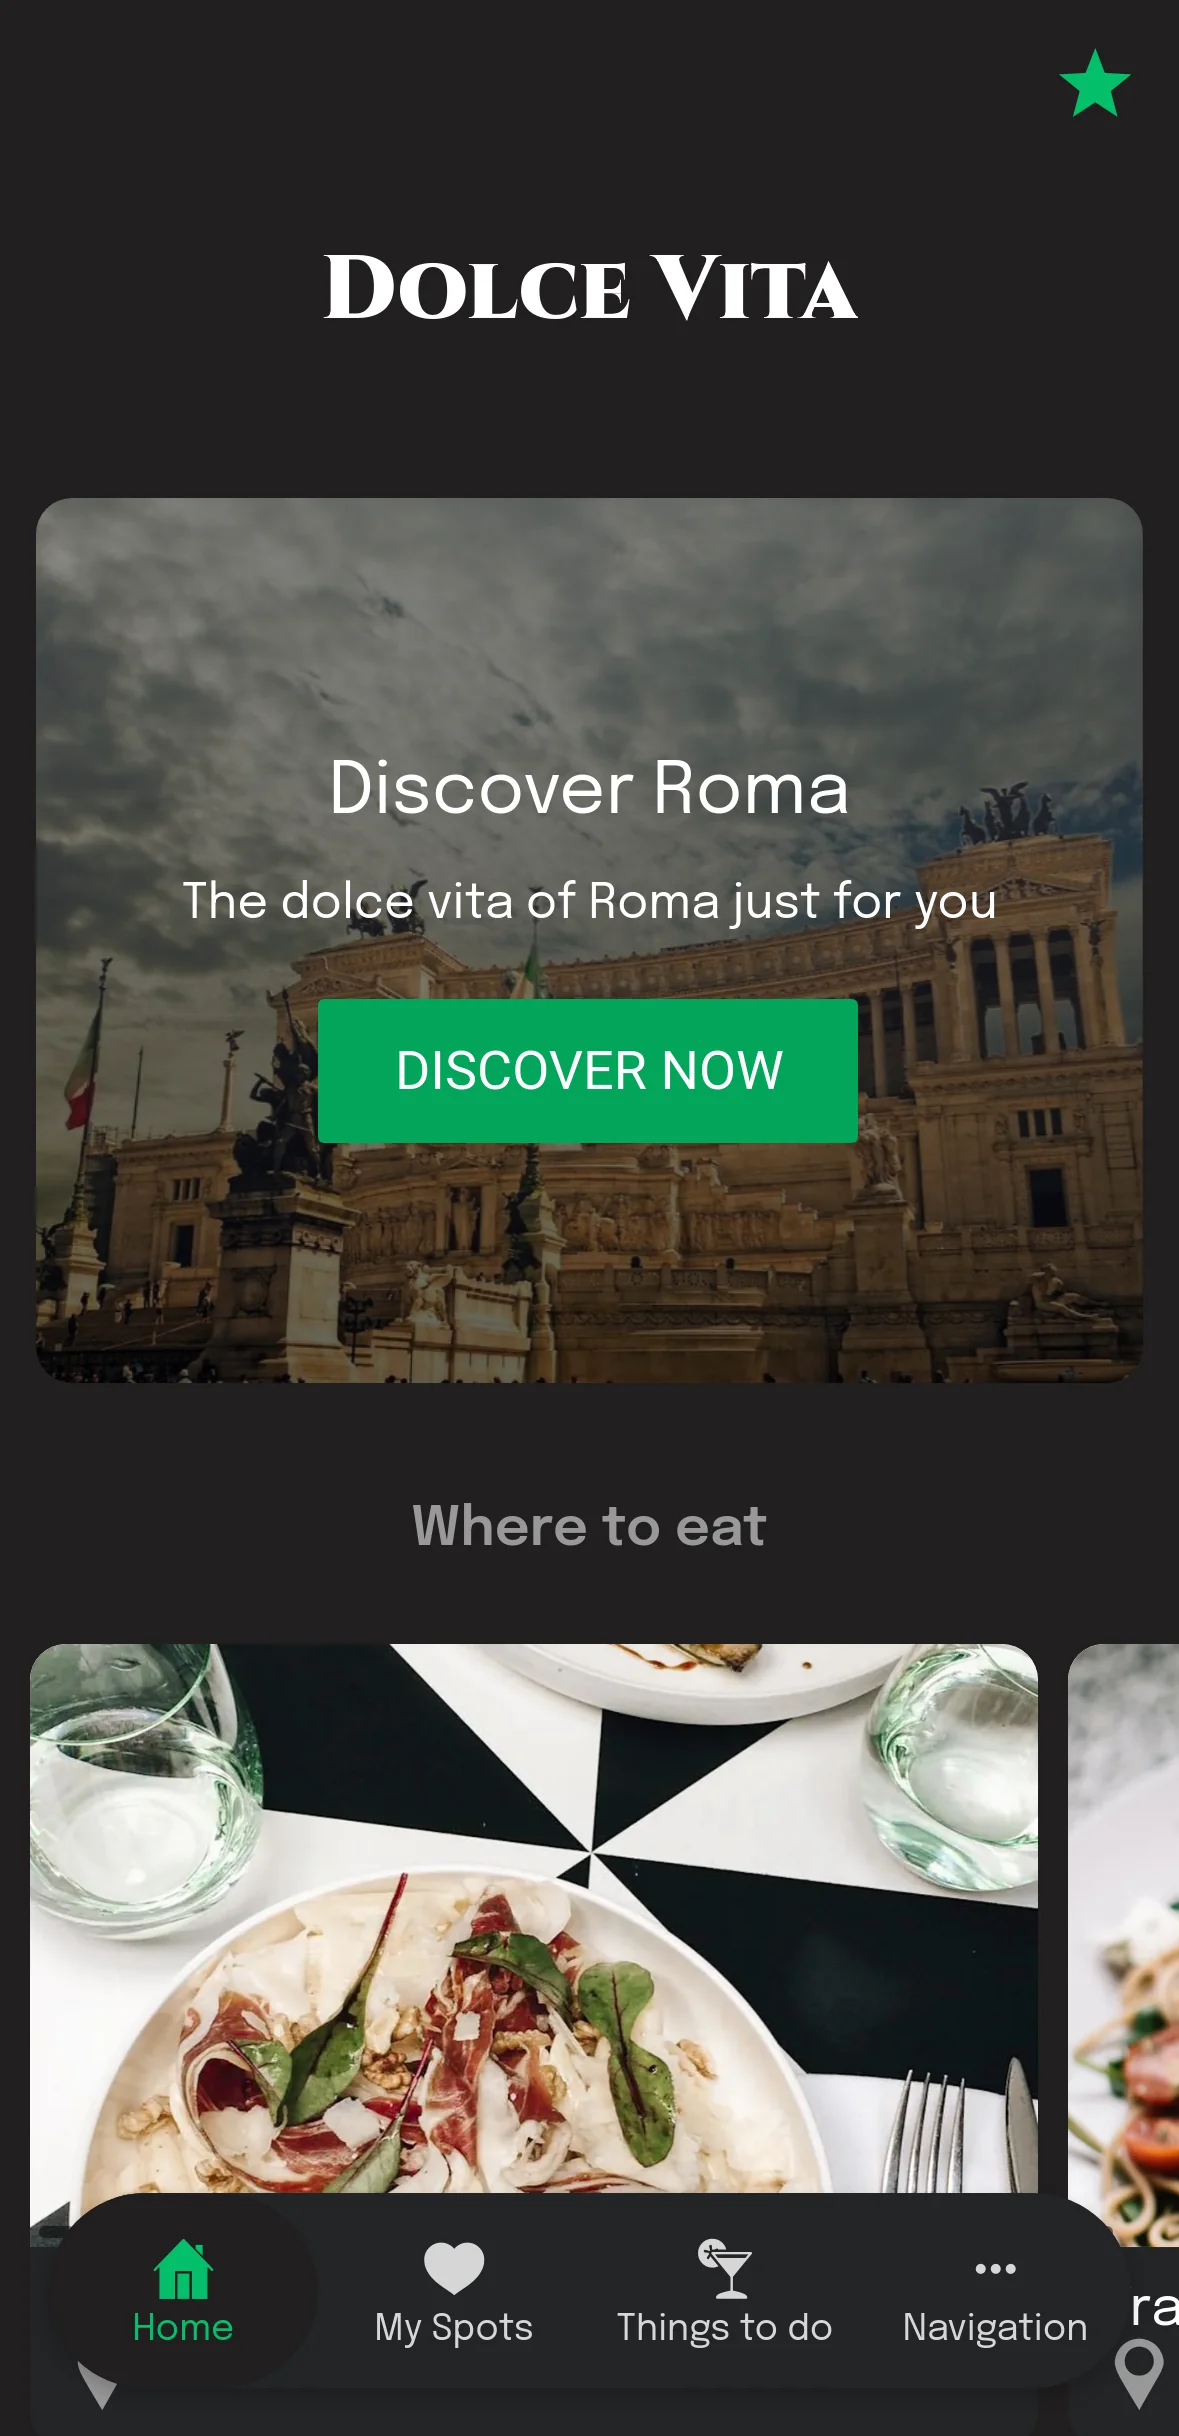 Dolce Vita
Discover Roma
The dolce vita of Roma just for you
DISCOVER NOW
Where to eat
Home
My Spots
Things to do
Navigation